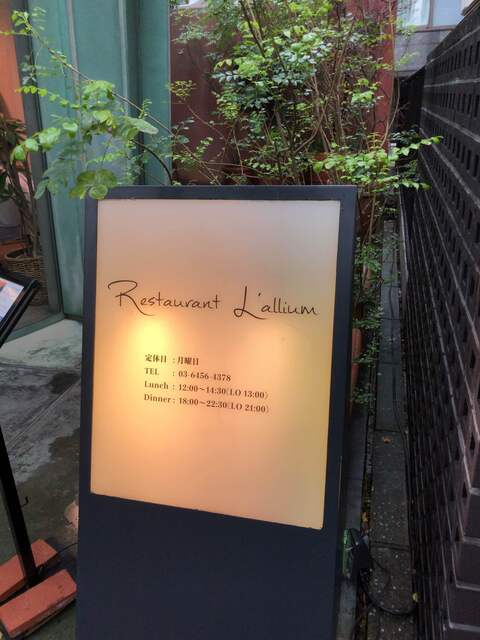 Restaurant L'allium
定休日 : 月曜日
TEL : 03-6456-4378
Lunch : 12:00〜14:30(LO 13:00)
Dinner : 18:00〜22:30(LO 21:00)